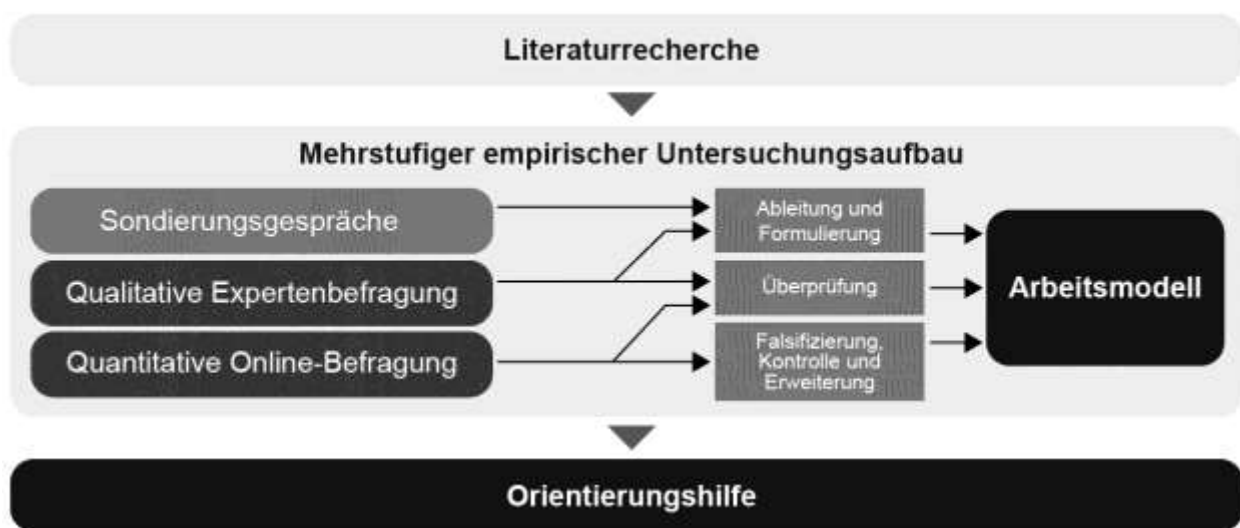 Literaturrecherche
Mehrstufiger empirischer Untersuchungsaufbau
Sondierungsgespräche
Qualitative Expertenbefragung
Quantitative Online-Befragung
Ableitung und
Formulierung
Überprüfung
Falsifizierung,
Kontrolle und
Erweiterung
Arbeitsmodell
Orientierungshilfe